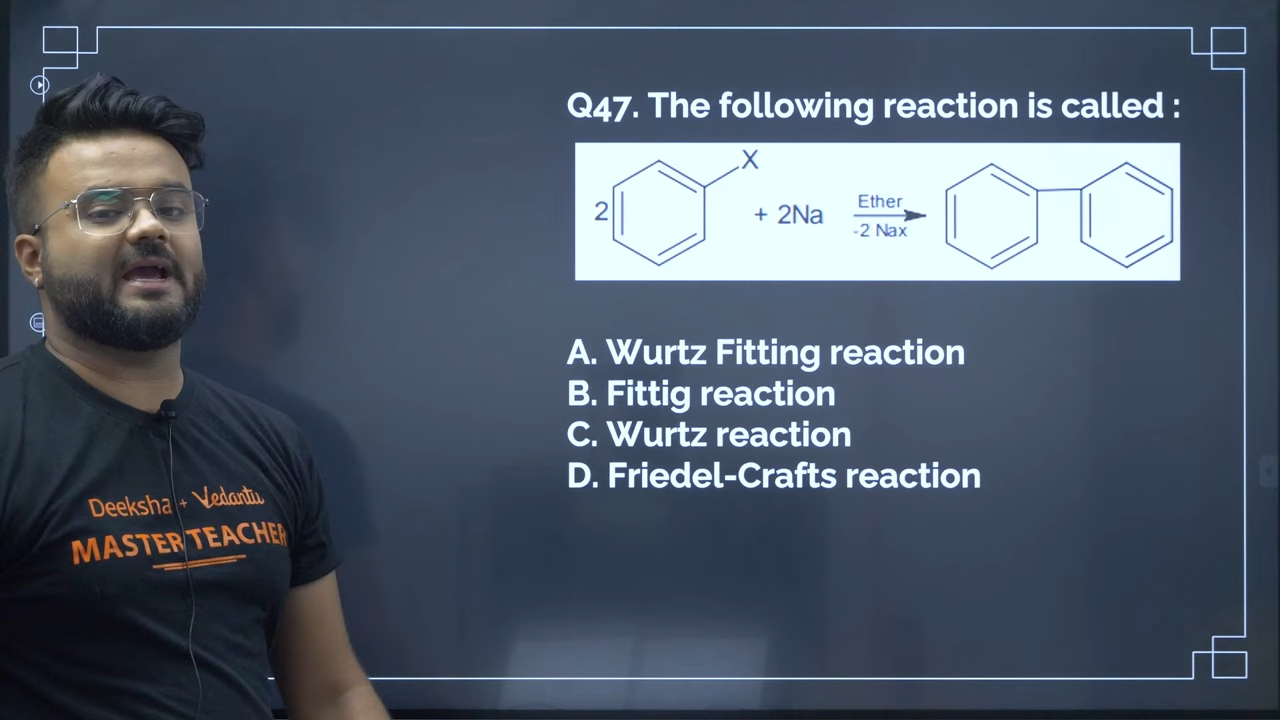 Q47. The following reaction is called :
X
2
+ 2Na
Ether
-2 Nax
A. Wurtz Fitting reaction
B. Fittig reaction
C. Wurtz reaction
D. Friedel-Crafts reaction
Deeksha + Vedantu
MASTER TEACHER